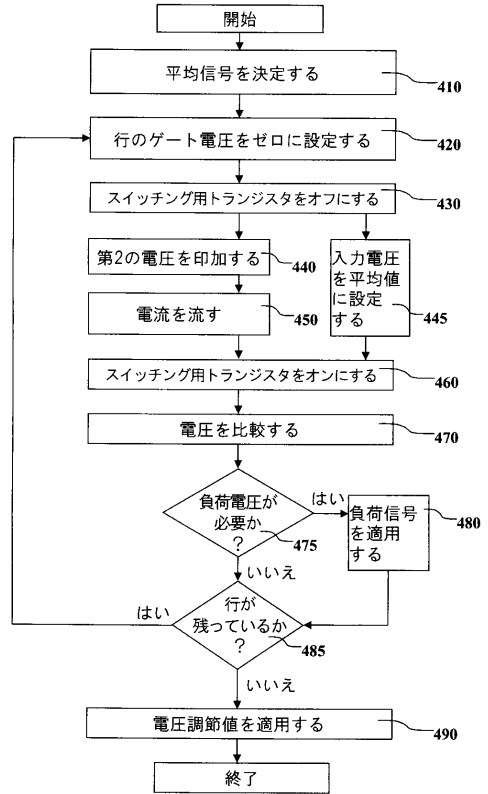 開始
平均信号を決定する
410
行のゲート電圧をゼロに設定する
420
スイッチング用トランジスタをオフにする
430
第2の電圧を印加する
440
入力電圧
を平均値
に設定
する
445
電流を流す
450
スイッチング用トランジスタをオンにする
460
電圧を比較する
470
負荷電圧が
必要か
?
475
はい
負荷信号
を適用
する
480
いいえ
行が
残っているか
?
485
はい
いいえ
電圧調節値を適用する
490
終了